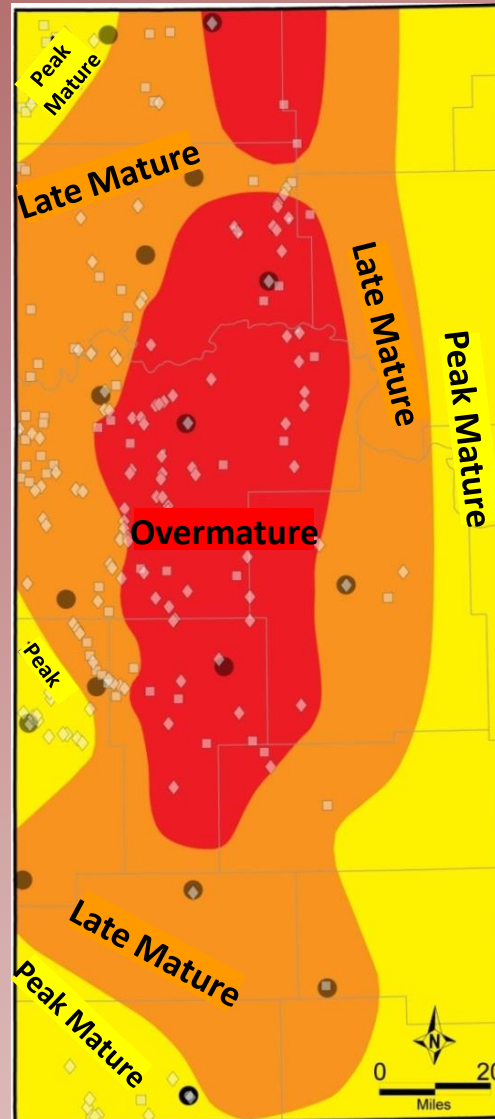 Peak
Mature
Late Mature
Late Mature
Peak Mature
Overmature
Peak
Late Mature
Peak Mature
N
0 20
Miles